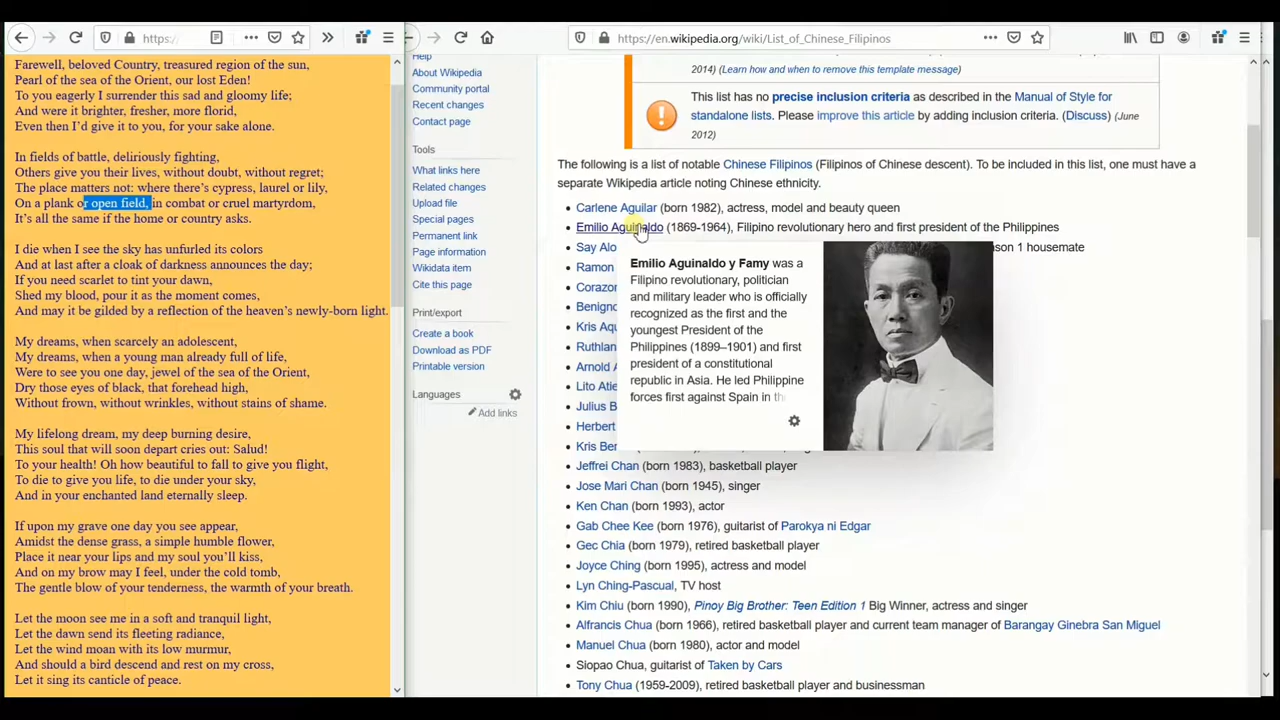 https://
Farewell, beloved Country, treasured region of the sun,
Pearl of the sea of the Orient, our lost Eden!
To you eagerly I surrender this sad and gloomy life;
And were it brighter, fresher, more florid,
Even then I'd give it to you, for your sake alone.
In fields of battle, deliriously fighting,
Others give you their lives, without doubt, without regret;
The place matters not: where there's cypress, laurel or lily,
On a plank or open field, in combat or cruel martyrdom,
It's all the same if the home or country asks.
I die when I see the sky has unfurled its colors
And at last after a cloak of darkness announces the day;
If you need scarlet to tint your dawn,
Shed my blood, pour it as the moment comes,
And may it be gilded by a reflection of the heaven's newly-born light.
My dreams, when scarcely an adolescent,
My dreams, when a young man already full of life,
Were to see you one day, jewel of the sea of the Orient,
Dry those eyes of black, that forehead high,
Without frown, without wrinkles, without stains of shame.
My lifelong dream, my deep burning desire,
This soul that will soon depart cries out: Salud!
To your health! Oh how beautiful to fall to give you flight,
To die to give you life, to die under your sky,
And in your enchanted land eternally sleep.
If upon my grave one day you see appear,
Amidst the dense grass, a simple humble flower,
Place it near your lips and my soul you'll kiss,
And on my brow may I feel, under the cold tomb,
The gentle blow of your tenderness, the warmth of your breath.
Let the moon see me in a soft and tranquil light,
Let the dawn send its fleeting radiance,
Let the wind moan with its low murmur,
And should a bird descend and rest on my cross,
Let it sing its canticle of peace.
https://en.wikipedia.org/wiki/List_of_Chinese_Filipinos
Help
About Wikipedia
Community portal
Recent changes
Contact page
Tools
What links here
Related changes
Upload file
Special pages
Permanent link
Page information
Wikidata item
Cite this page
Print/export
Create a book
Download as PDF
Printable version
Languages
Add links
2014) (Learn how and when to remove this template message)
This list has no precise inclusion criteria as described in the Manual of Style for
standalone lists. Please improve this article by adding inclusion criteria. (Discuss) (June
2012)
The following is a list of notable Chinese Filipinos (Filipinos of Chinese descent). To be included in this list, one must have a
separate Wikipedia article noting Chinese ethnicity.
Carlene Aguilar (born 1982), actress, model and beauty queen
Emilio Aguinaldo (1869-1964), Filipino revolutionary hero and first president of the Philippines
Say Alo son 1 housemate
Ramon
Corazo
Benigno
Kris Aq
Ruthlan
Arnold A
Lito Atie
Julius B
Herbert
Kris Ber
Emilio Aguinaldo y Famy was a
Filipino revolutionary, politician
and military leader who is officially
recognized as the first and the
youngest President of the
Philippines (1899–1901) and first
president of a constitutional
republic in Asia. He led Philippine
forces first against Spain in the
Jeffrei Chan (born 1983), basketball player
Jose Mari Chan (born 1945), singer
Ken Chan (born 1993), actor
Gab Chee Kee (born 1976), guitarist of Parokya ni Edgar
Gec Chia (born 1979), retired basketball player
Joyce Ching (born 1995), actress and model
Lyn Ching-Pascual, TV host
Kim Chiu (born 1990), Pinoy Big Brother: Teen Edition 1 Big Winner, actress and singer
Alfrancis Chua (born 1966), retired basketball player and current team manager of Barangay Ginebra San Miguel
Manuel Chua (born 1980), actor and model
Siopao Chua, guitarist of Taken by Cars
Tony Chua (1959-2009), retired basketball player and businessman